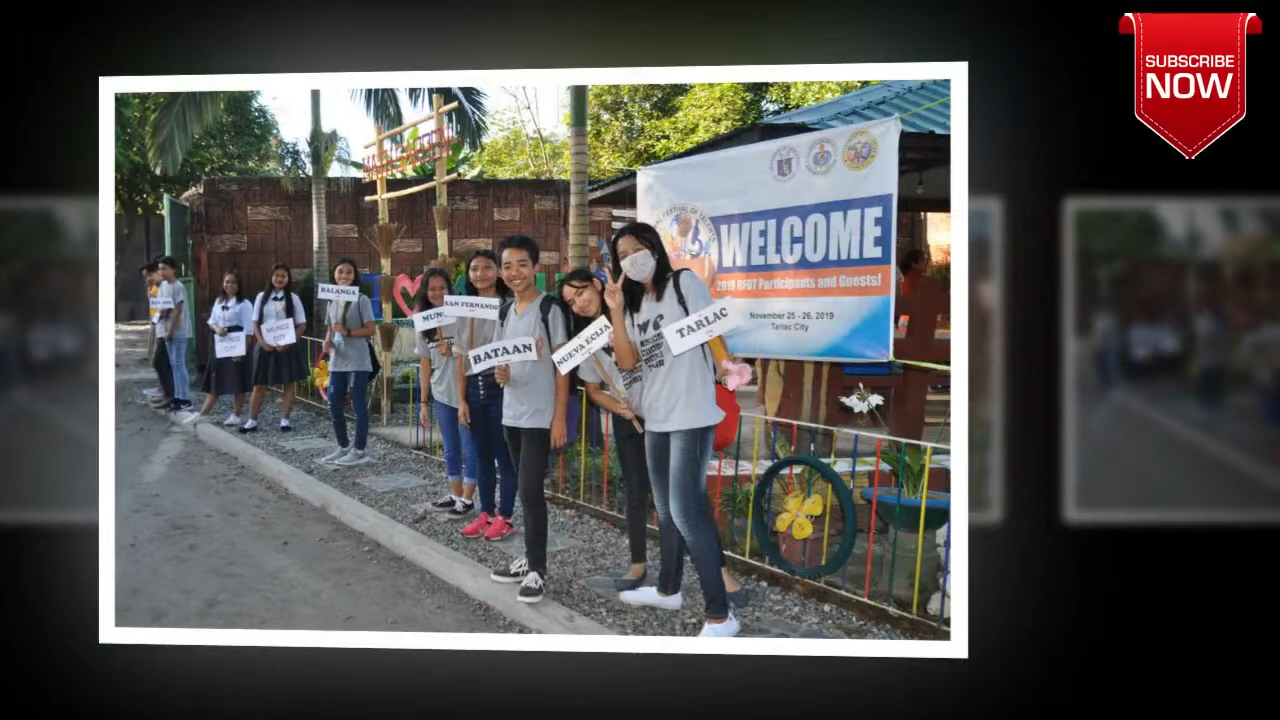 SUBSCRIBE
NOW
WELCOME
2019 RFOT Participants and Guests!
November 25 - 26, 2019
Tarlac City
BALANGA
SAN FERNANDO
BATAAN
NUEVA ECIJA
TARLAC
MUNOZ
CITY
MUNOZ
CITY